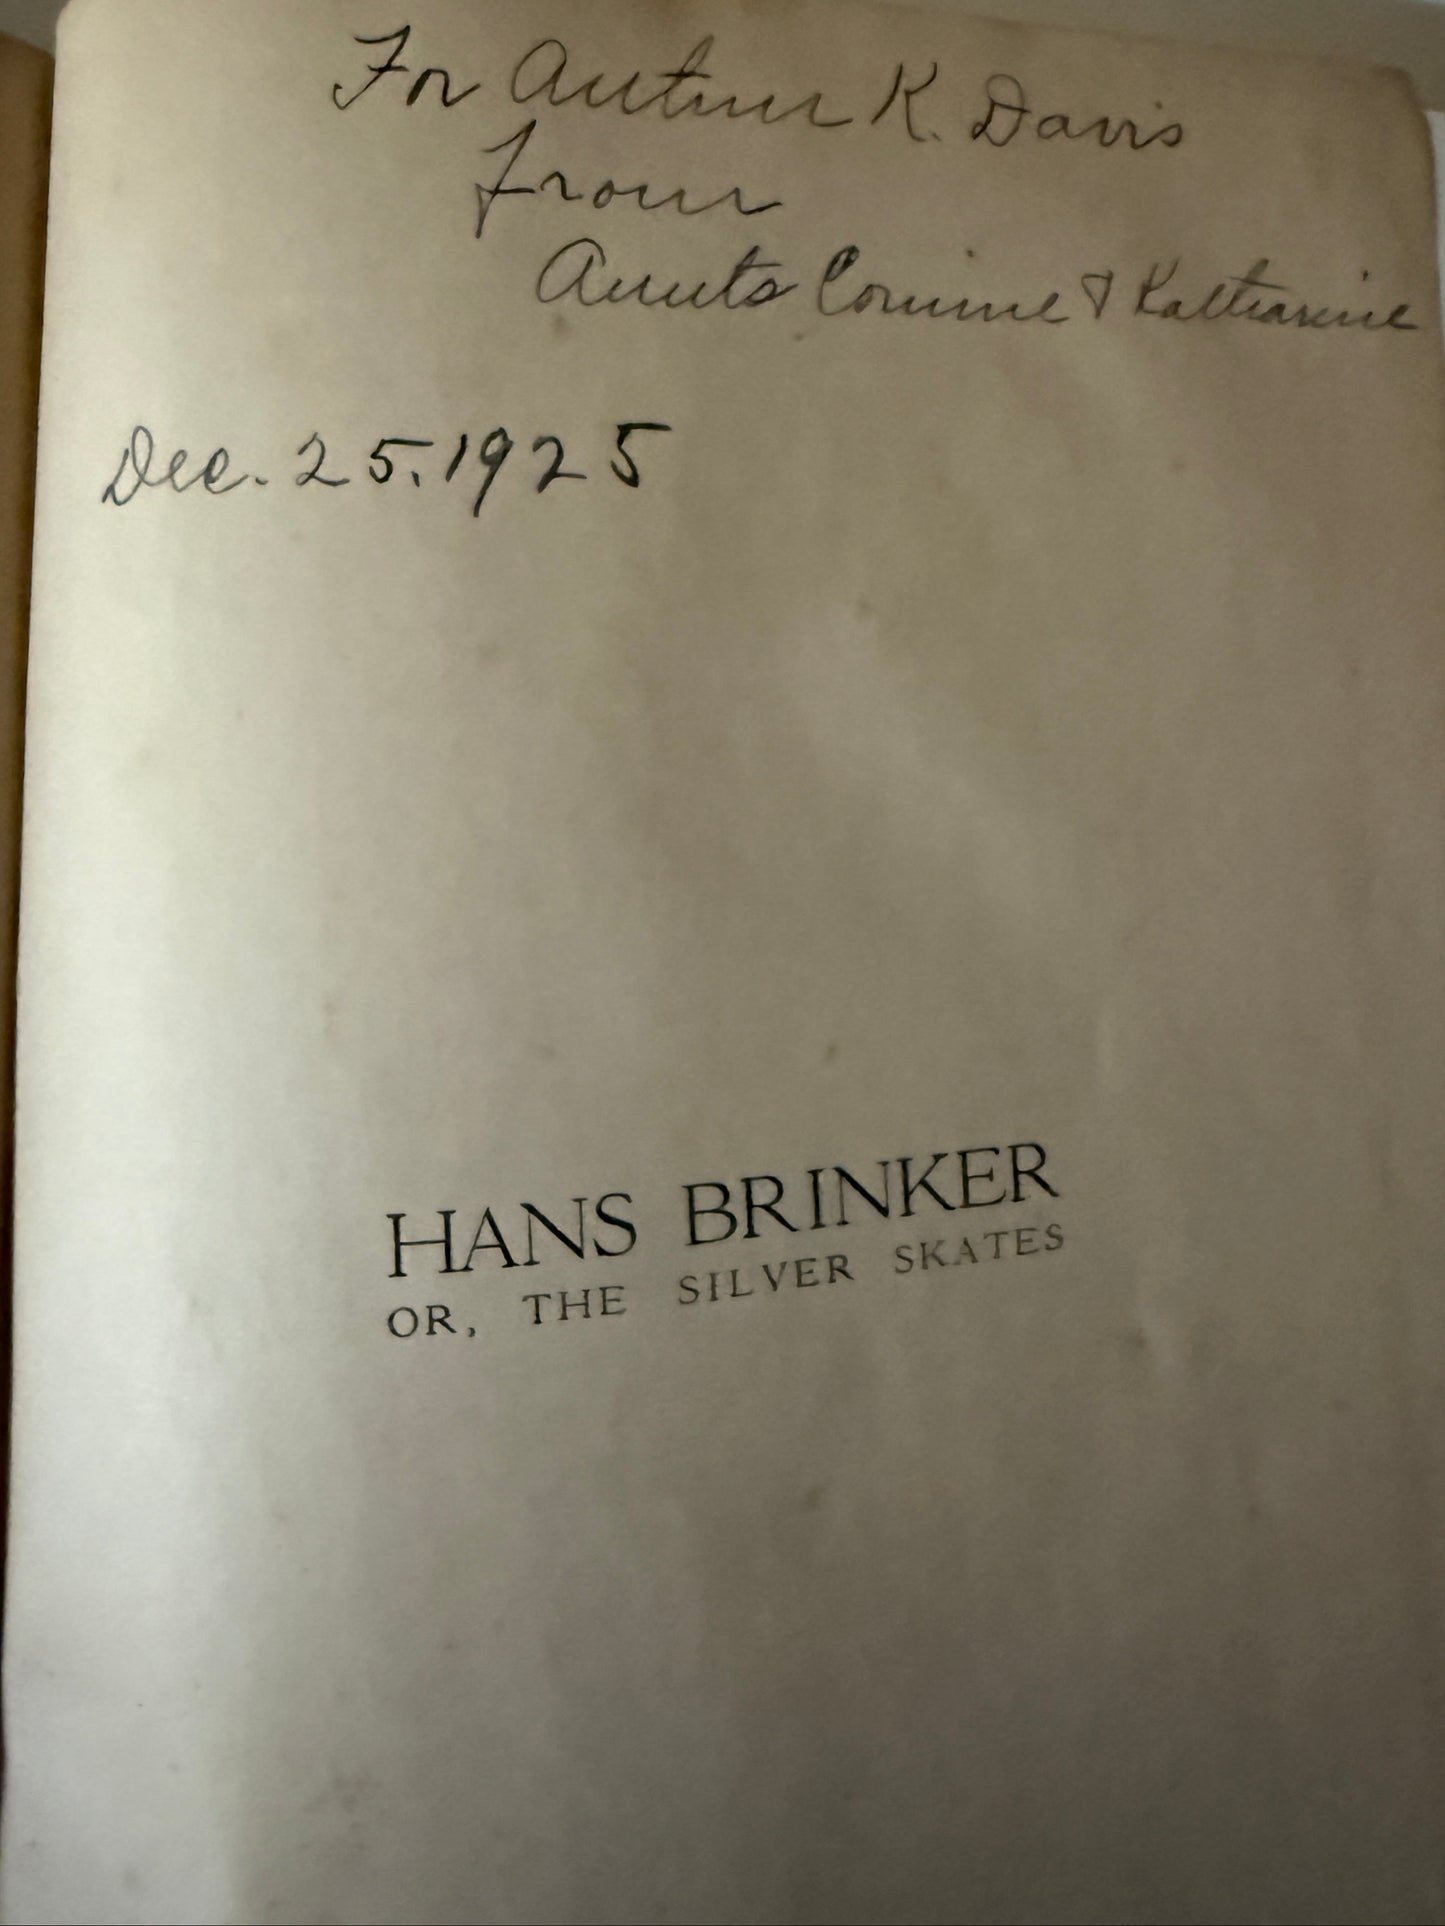 For Arthur K. Davis
from
Aunts Corinne & Katharine
Dec. 25. 1925
HANS BRINKER
OR, THE SILVER SKATES